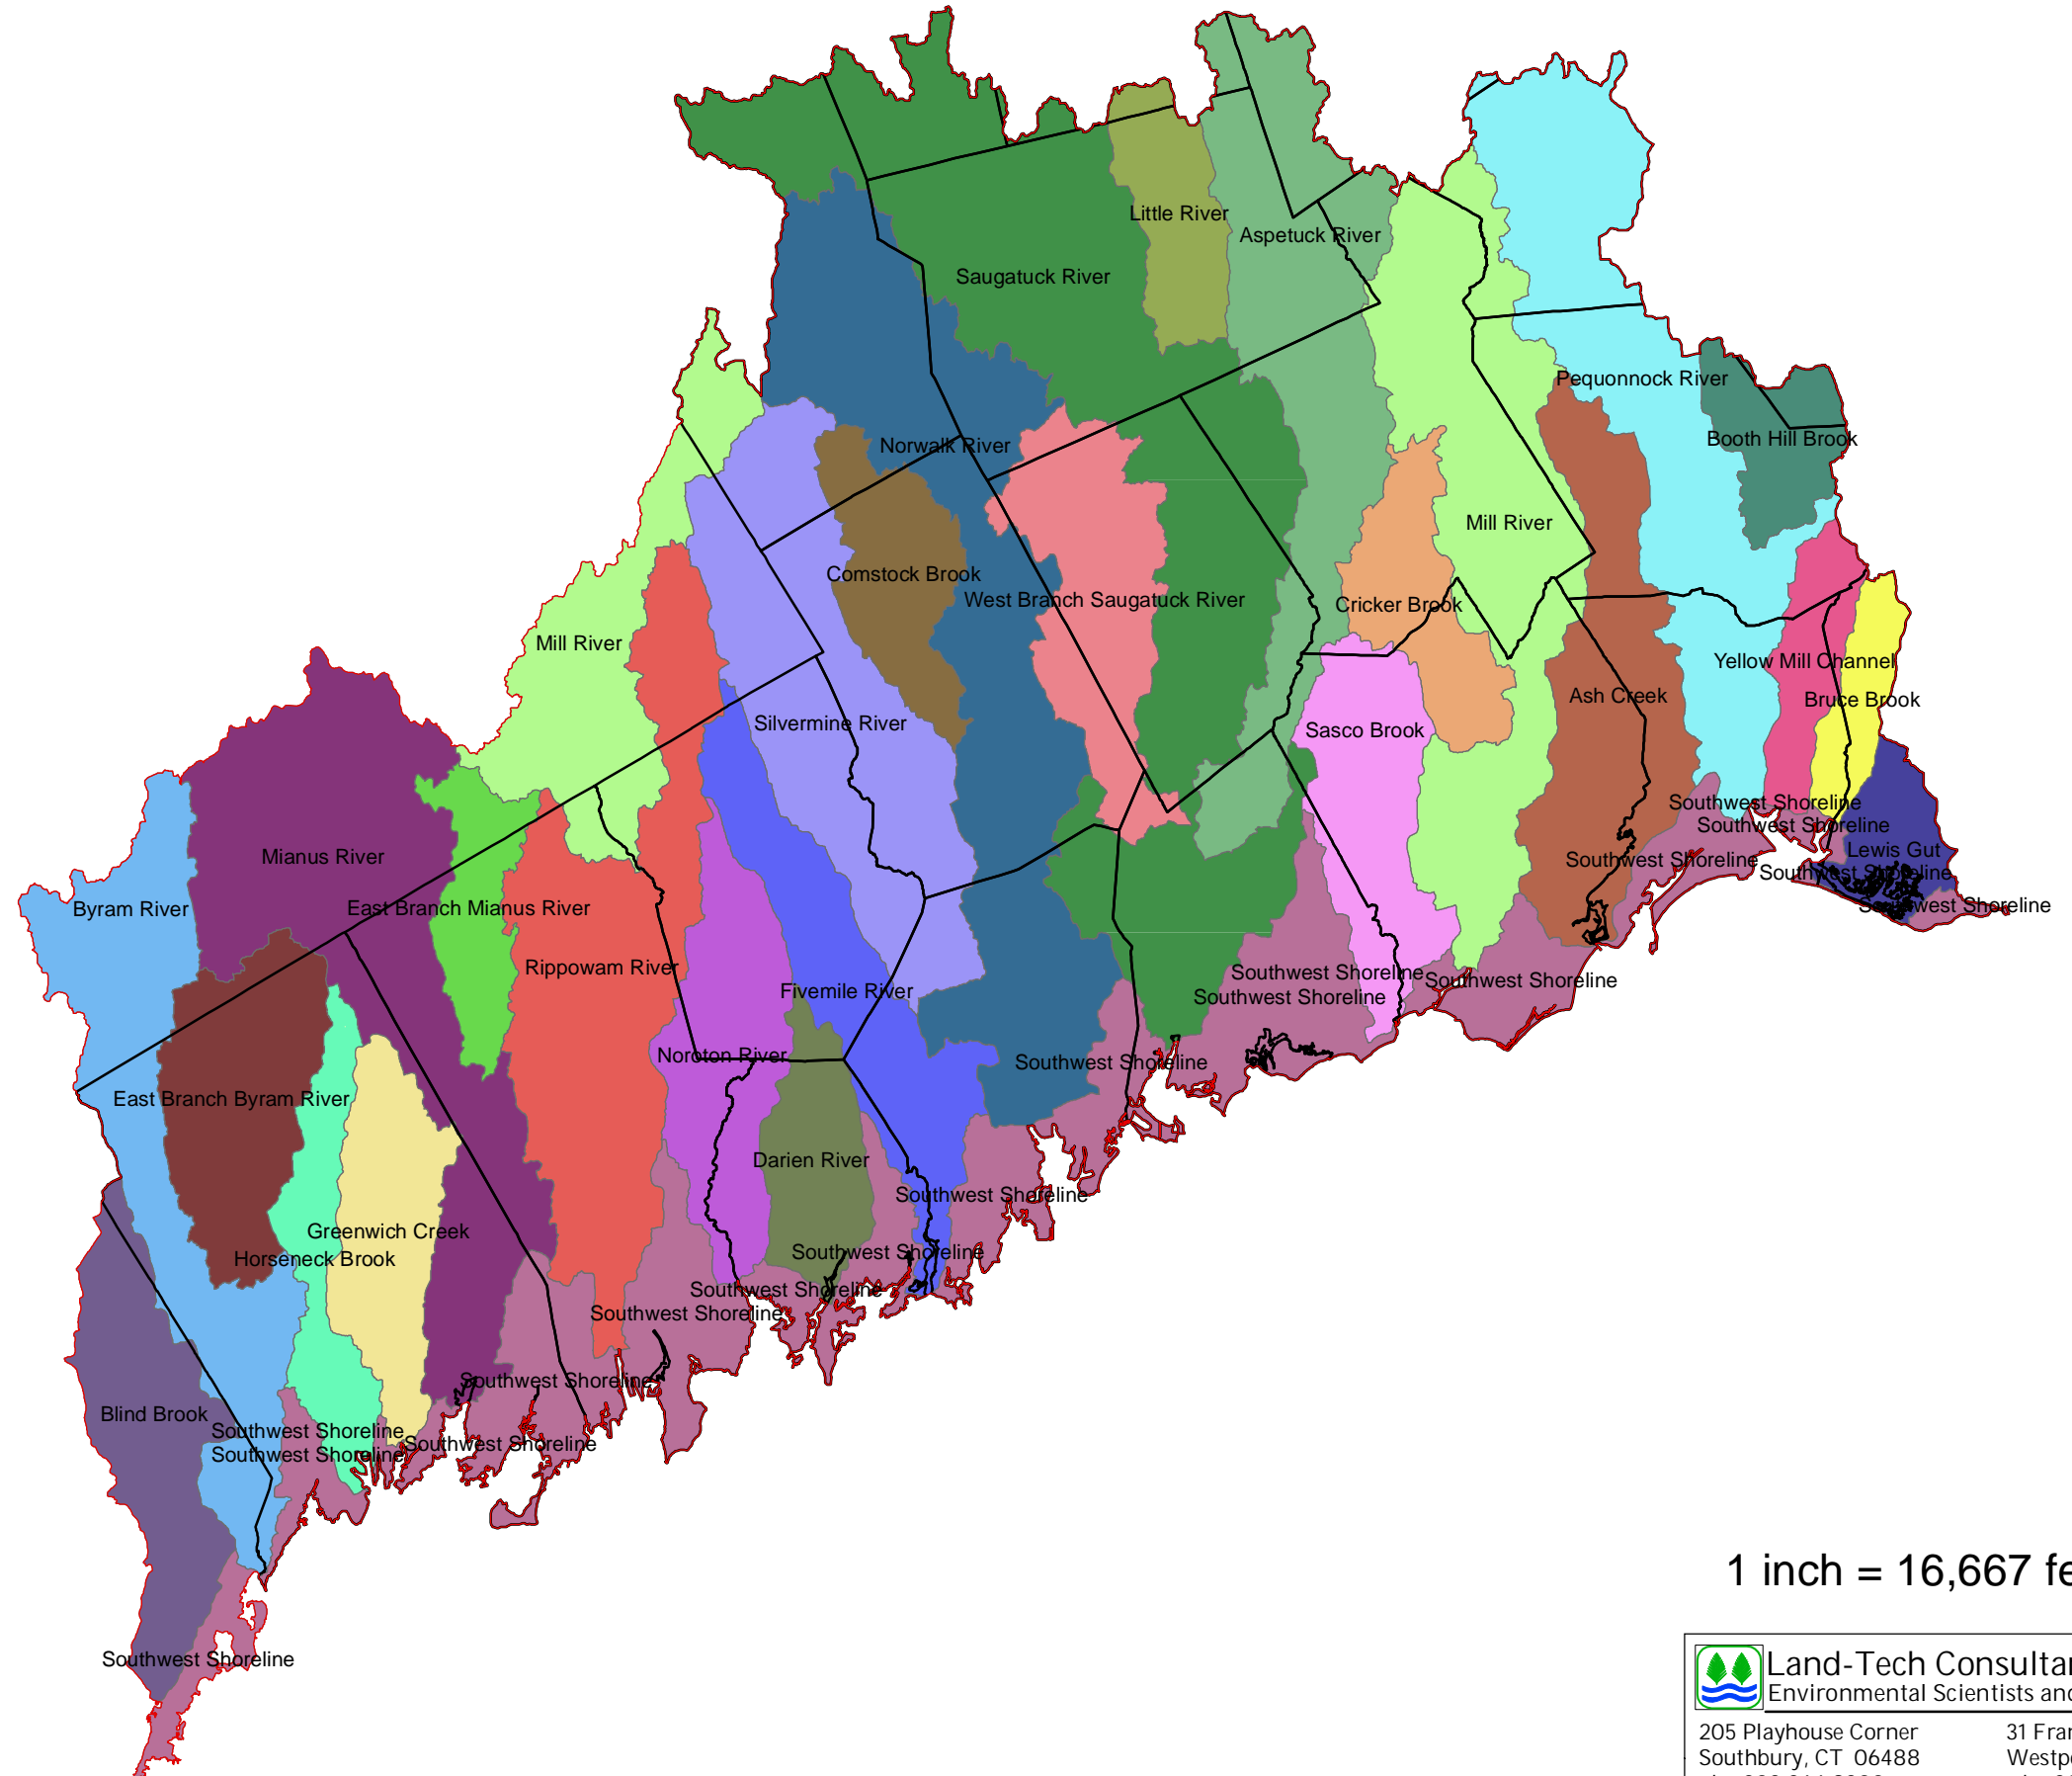 Little River
Aspetuck River
Saugatuck River
Pequonnock River
Booth Hill Brook
Norwalk River
Mill River
Comstock Brook
West Branch Saugatuck River
Cricker Brook
Mill River
Yellow Mill Channel
Ash Creek
Bruce Brook
Silvermine River
Sasco Brook
Southwest Shoreline
Southwest Shoreline
Lewis Gut
Mianus River
Southwest Shoreline
Southwest Shoreline
Southwest Shoreline
Byram River
East Branch Mianus River
Rippowam River
Southwest Shoreline
Southwest Shoreline
Fivemile River
Southwest Shoreline
Noroton River
Southwest Shoreline
East Branch Byram River
Darien River
Southwest Shoreline
Greenwich Creek
Horseneck Brook
Southwest Shoreline
Southwest Shoreline
Southwest Shoreline
Southwest Shoreline
Blind Brook
Southwest Shoreline
Southwest Shoreline
Southwest Shoreline
Southwest Shoreline
1 inch = 16,667 fe
Land-Tech Consultan
Environmental Scientists and
205 Playhouse Corner
31 Fran
Southbury, CT 06488
Westpo